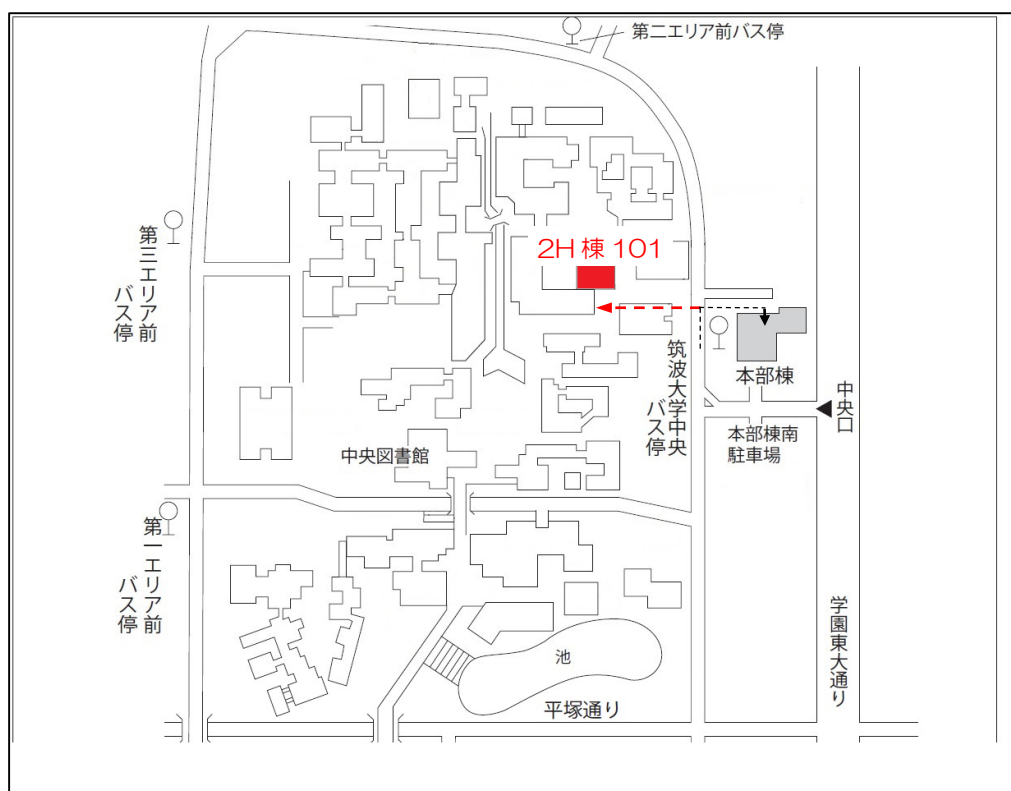 第二エリア前バス停
2H 棟 101
第三エリア前
バス停
筑波大学中央
バス停
本部棟
中央口
本部棟南
駐車場
中央図書館
第一エリア前
バス停
学園東大通り
池
平塚通り